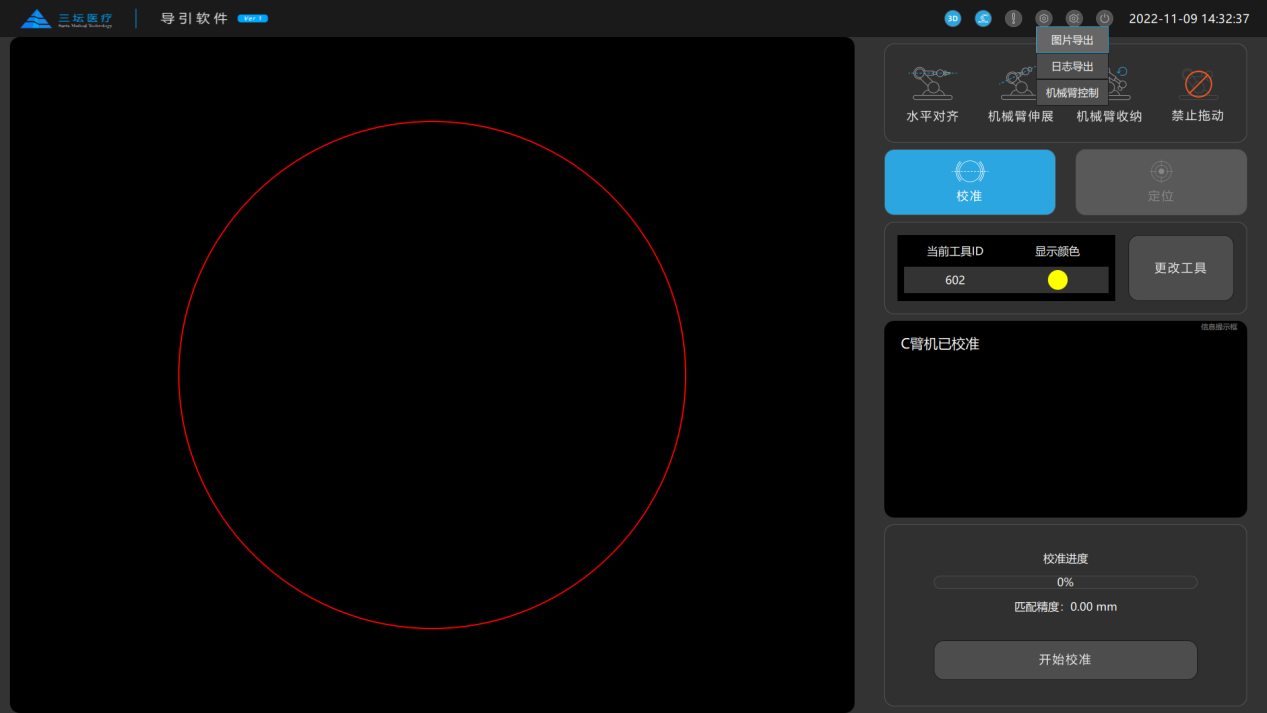 三坛医疗
Santa Medical Technology
导引软件
Ver 1
3D
2022-11-09 14:32:37
图片导出
日志导出
机械臂控制
水平对齐
机械臂伸展
机械臂收纳
禁止拖动
校准
定位
当前工具ID
显示颜色
602
更改工具
信息提示框
C臂机已校准
校准进度
0%
匹配精度：0.00 mm
开始校准